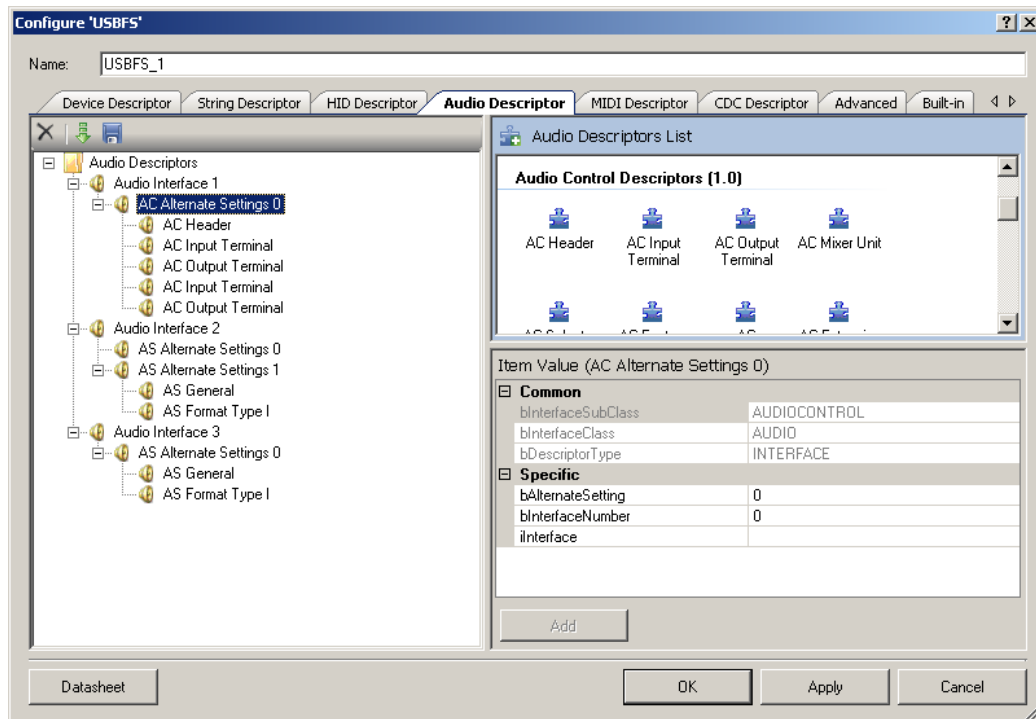 Configure 'USBFS'
Name: USBFS_1
Device Descriptor String Descriptor HID Descriptor Audio Descriptor MIDI Descriptor CDC Descriptor Advanced Built-in
Audio Descriptors
Audio Interface 1
AC Alternate Settings 0
AC Header
AC Input Terminal
AC Output Terminal
AC Input Terminal
AC Output Terminal
Audio Interface 2
AS Alternate Settings 0
AS Alternate Settings 1
AS General
AS Format Type I
Audio Interface 3
AS Alternate Settings 0
AS General
AS Format Type I
Audio Descriptors List
Audio Control Descriptors (1.0)
AC Header AC Input Terminal AC Output Terminal AC Mixer Unit
Item Value (AC Alternate Settings 0)
Common
bInterfaceSubClass AUDIOCONTROL
bInterfaceClass AUDIO
bDescriptorType INTERFACE
Specific
bAlternateSetting 0
bInterfaceNumber 0
iInterface
Add
Datasheet OK Apply Cancel